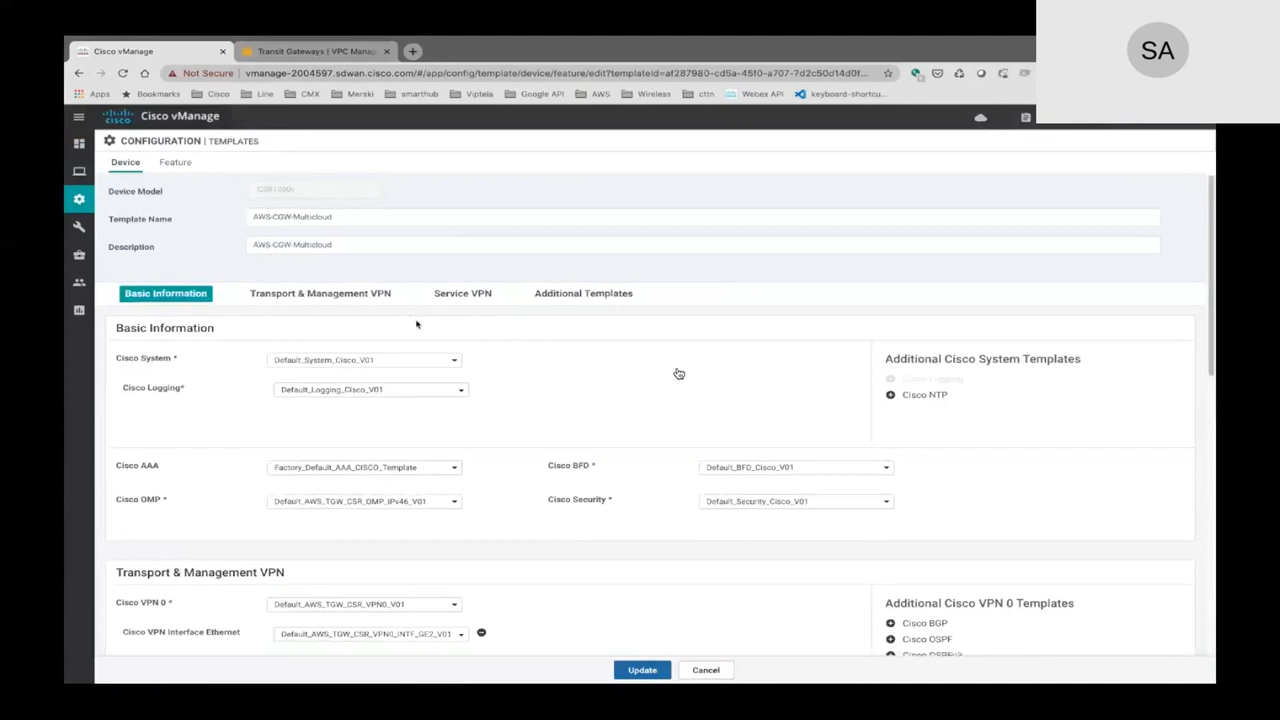 SA
Cisco vManage
Transit Gateways | VPC Manag
Not Secure | vmanage-2004597.sdwan.cisco.com/#/app/config/template/device/feature/edit?templateId=af287980-cd5a-45f0-a707-7d2c50d14d0f...
Apps Bookmarks Cisco Line CMX Meraki smarthub Viptela Google API AWS Wireless cttn Webex API keyboard-shortcu...
cisco Cisco vManage
CONFIGURATION | TEMPLATES
Device Feature
Device Model CSR1000v
Template Name AWS-CGW-Multicloud
Description AWS-CGW-Multicloud
Basic Information Transport & Management VPN Service VPN Additional Templates
Basic Information
Cisco System * Default_System_Cisco_V01 Additional Cisco System Templates
Cisco Logging
Cisco Logging* Default_Logging_Cisco_V01 Cisco NTP
Cisco AAA Factory_Default_AAA_CISCO_Template Cisco BFD * Default_BFD_Cisco_V01
Cisco OMP * Default_AWS_TGW_CSR_OMP_IPv46_V01 Cisco Security * Default_Security_Cisco_V01
Transport & Management VPN
Cisco VPN 0 * Default_AWS_TGW_CSR_VPN0_V01 Additional Cisco VPN 0 Templates
Cisco BGP
Cisco VPN Interface Ethernet Default_AWS_TGW_CSR_VPN0_INTF_GE2_V01 Cisco OSPF
Update Cancel